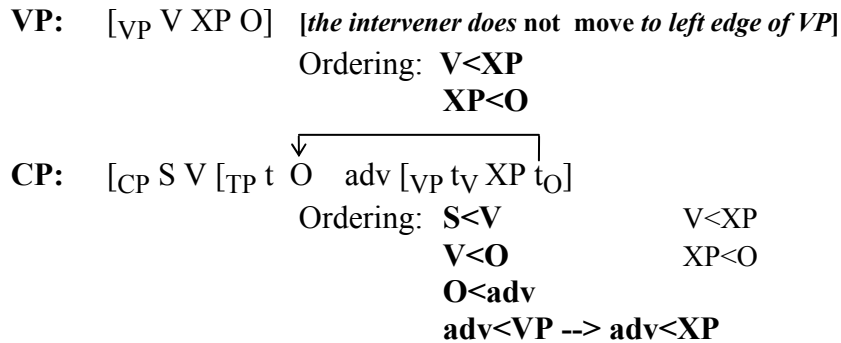 VP: [VP V XP O] [the intervener does not move to left edge of VP]
Ordering: V<XP
XP<O
CP: [CP S V [TP t O adv [VP tV XP tO]
Ordering: S<V V<XP
V<O XP<O
O<adv
adv<VP --> adv<XP